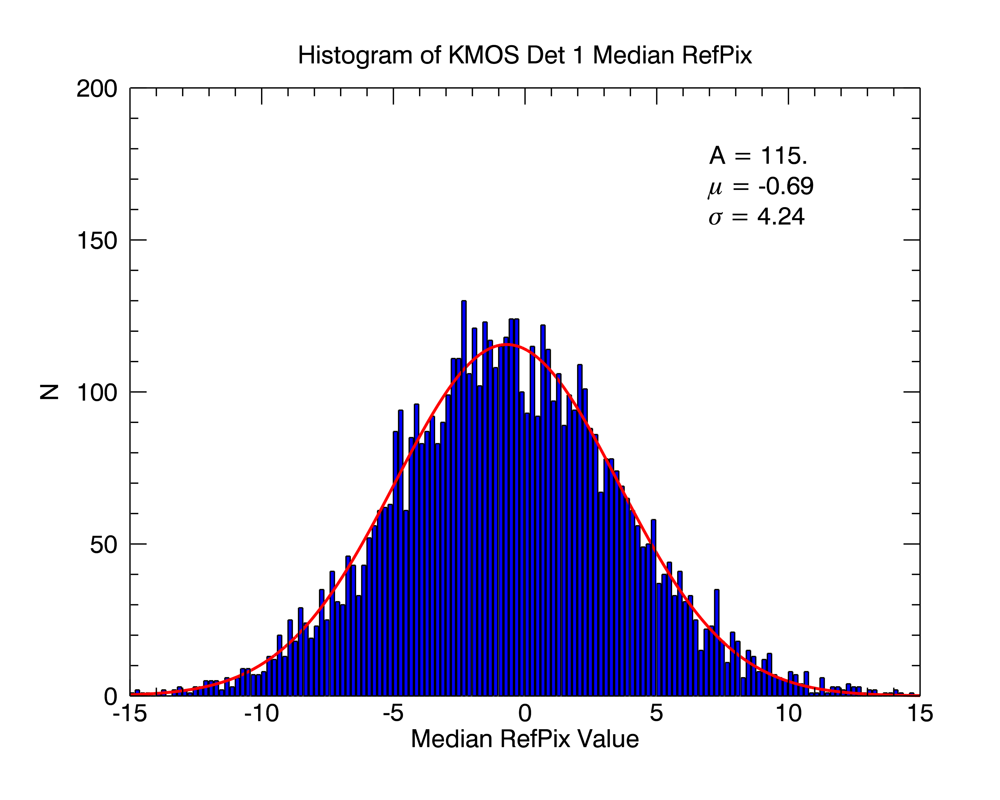 Histogram of KMOS Det 1 Median RefPix
200
A = 115.
μ = -0.69
σ = 4.24
150
N
100
50
0
-15 -10 -5 0 5 10 15
Median RefPix Value